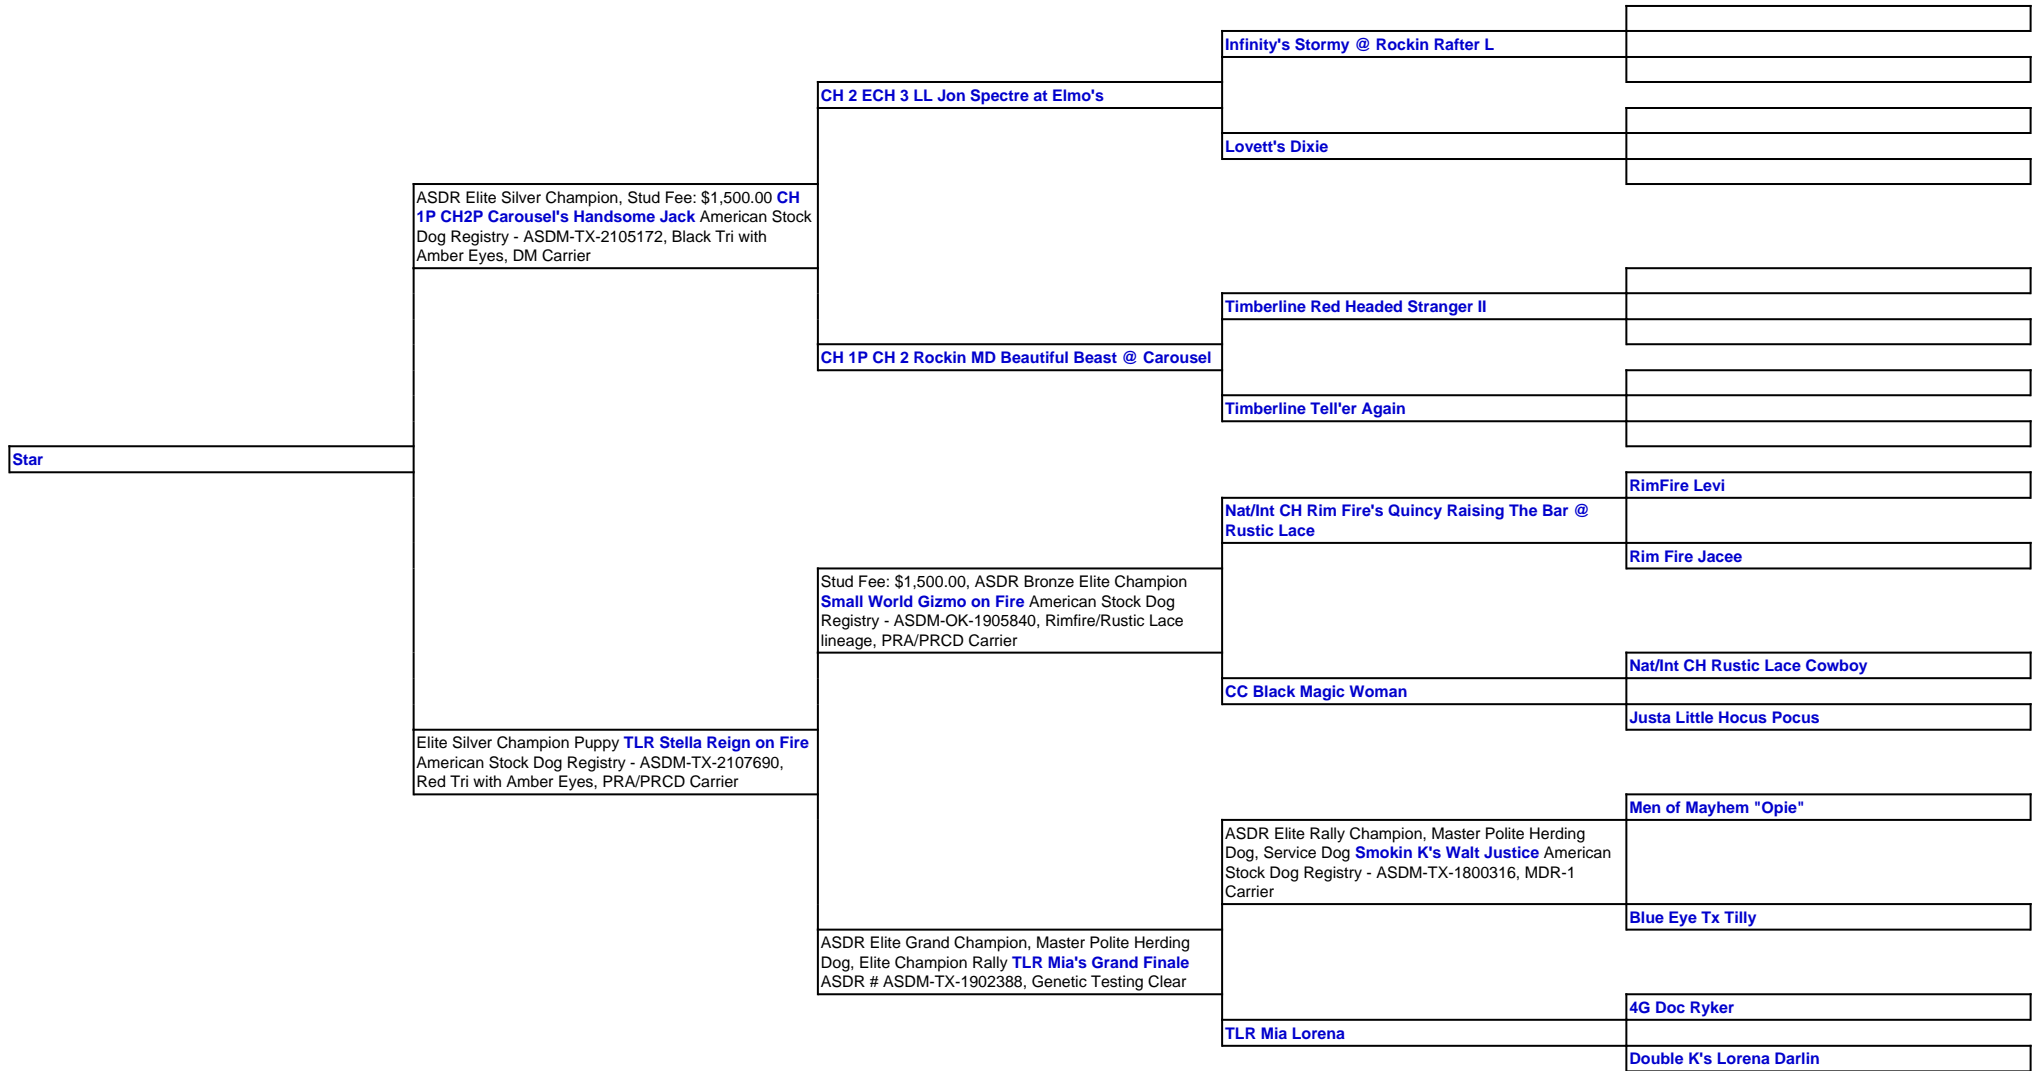 Infinity's Stormy @ Rockin Rafter L
CH 2 ECH 3 LL Jon Spectre at Elmo's
Lovett's Dixie
ASDR Elite Silver Champion, Stud Fee: $1,500.00 CH
1P CH2P Carousel's Handsome Jack American Stock
Dog Registry - ASDM-TX-2105172, Black Tri with
Amber Eyes, DM Carrier
Timberline Red Headed Stranger II
CH 1P CH 2 Rockin MD Beautiful Beast @ Carousel
Timberline Tell'er Again
Star
RimFire Levi
Nat/Int CH Rim Fire's Quincy Raising The Bar @
Rustic Lace
Rim Fire Jacee
Stud Fee: $1,500.00, ASDR Bronze Elite Champion
Small World Gizmo on Fire American Stock Dog
Registry - ASDM-OK-1905840, Rimfire/Rustic Lace
lineage, PRA/PRCD Carrier
Nat/Int CH Rustic Lace Cowboy
CC Black Magic Woman
Justa Little Hocus Pocus
Elite Silver Champion Puppy TLR Stella Reign on Fire
American Stock Dog Registry - ASDM-TX-2107690,
Red Tri with Amber Eyes, PRA/PRCD Carrier
Men of Mayhem "Opie"
ASDR Elite Rally Champion, Master Polite Herding
Dog, Service Dog Smokin K's Walt Justice American
Stock Dog Registry - ASDM-TX-1800316, MDR-1
Carrier
Blue Eye Tx Tilly
ASDR Elite Grand Champion, Master Polite Herding
Dog, Elite Champion Rally TLR Mia's Grand Finale
ASDR # ASDM-TX-1902388, Genetic Testing Clear
4G Doc Ryker
TLR Mia Lorena
Double K's Lorena Darlin